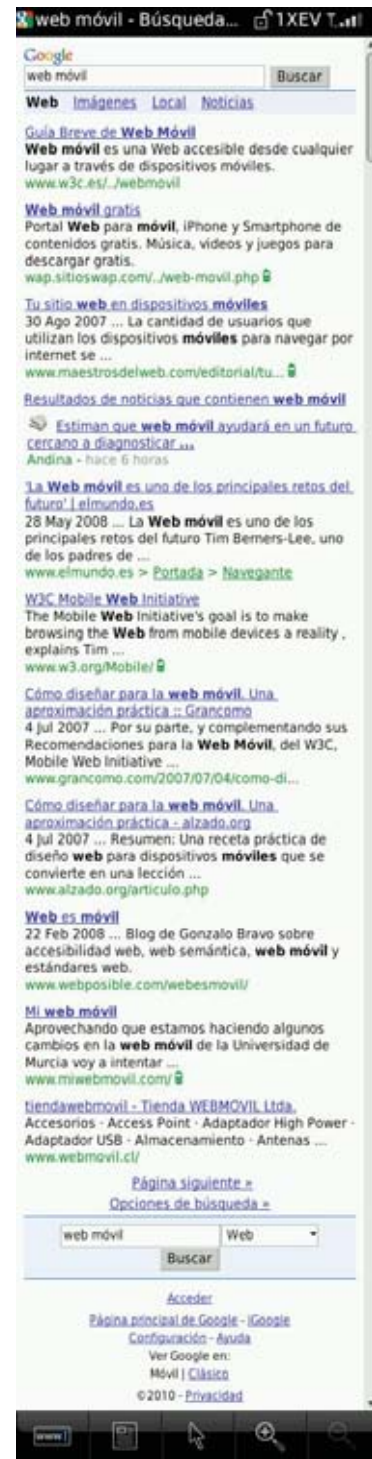 web móvil - Búsqueda... 1XEV
Google
web móvil Buscar
Web Imágenes Local Noticias
Guía Breve de Web Móvil
Web móvil es una Web accesible desde cualquier
lugar a través de dispositivos móviles.
www.w3c.es/../webmovil
Web móvil gratis
Portal Web para móvil, iPhone y Smartphone de
contenidos gratis. Música, videos y juegos para
descargar gratis.
wap.sitioswap.com/../web-movil.php
Tu sitio web en dispositivos móviles
30 Ago 2007 ... La cantidad de usuarios que
utilizan los dispositivos móviles para navegar por
internet se ...
www.maestrosdelweb.com/editorial/tu...
Resultados de noticias que contienen web móvil
Estiman que web móvil ayudará en un futuro
cercano a diagnosticar ...
Andina - hace 6 horas
'La Web móvil es uno de los principales retos del
futuro' | elmundo.es
28 May 2008 ... La Web móvil es uno de los
principales retos del futuro Tim Berners-Lee, uno
de los padres de ...
www.elmundo.es > Portada > Navegante
W3C Mobile Web Initiative
The Mobile Web Initiative's goal is to make
browsing the Web from mobile devices a reality ,
explains Tim ...
www.w3.org/Mobile/
Cómo diseñar para la web móvil. Una
aproximación práctica :: Grancomo
4 Jul 2007 ... Por su parte, y complementando sus
Recomendaciones para la Web Móvil, del W3C,
Mobile Web Initiative ...
www.grancomo.com/2007/07/04/como-di...
Cómo diseñar para la web móvil. Una
aproximación práctica - alzado.org
4 Jul 2007 ... Resumen: Una receta práctica de
diseño web para dispositivos móviles que se
convierte en una lección ...
www.alzado.org/articulo.php
Web es móvil
22 Feb 2008 ... Blog de Gonzalo Bravo sobre
accesibilidad web, web semántica, web móvil y
estándares web.
www.webposible.com/webesmovil/
Mi web móvil
Aprovechando que estamos haciendo algunos
cambios en la web móvil de la Universidad de
Murcia voy a intentar ...
www.miwebmovil.com/
tiendawebmovil - Tienda WEBMOVIL Ltda.
Accesorios · Access Point · Adaptador High Power ·
Adaptador USB · Almacenamiento · Antenas ...
www.webmovil.cl/
Página siguiente »
Opciones de búsqueda »
web móvil Web
Buscar
Acceder
Página principal de Google - iGoogle
Configuración - Ayuda
Ver Google en:
Móvil | Clásico
©2010 - Privacidad
www